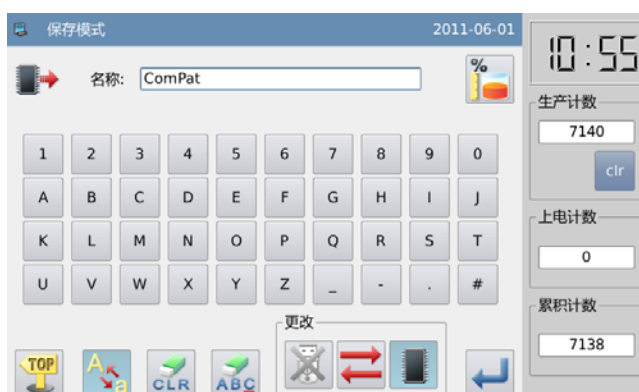 保存模式 2011-06-01
10:55
名称: ComPat
%
生产计数
7140
clr
1 2 3 4 5 6 7 8 9 0
A B C D E F G H I J
上电计数
0
K L M N O P Q R S T
U V W X Y Z _ - . #
累积计数
7138
更改
TOP
A a
CLR
ABC